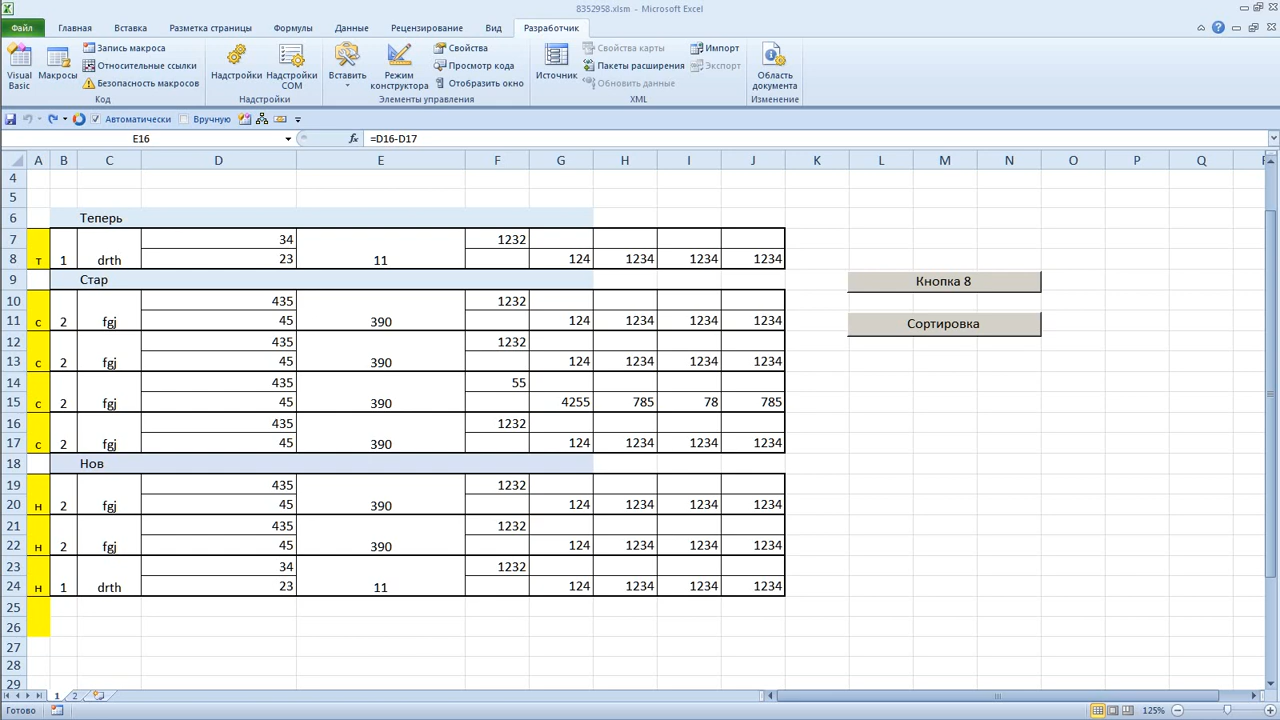 8352958.xlsm - Microsoft Excel
Файл Главная Вставка Разметка страницы Формулы Данные Рецензирование Вид Разработчик
Visual Basic
Макросы
Запись макроса
Относительные ссылки
Безопасность макросов
Код
Надстройки
Надстройки COM
Надстройки
Вставить
Режим конструктора
Свойства
Просмотр кода
Отобразить окно
Элементы управления
Источник
Свойства карты
Пакеты расширения
Обновить данные
Импорт
Экспорт
XML
Область документа
Изменение
Автоматически Вручную
E16 fx =D16-D17
A B C D E F G H I J K L M N O P Q
4
5
6 Теперь
7 34 1232
8 т 1 drth 23 11 124 1234 1234 1234
9 Стар
Кнопка 8
10 435 1232
11 с 2 fgj 45 390 124 1234 1234 1234
Сортировка
12 435 1232
13 с 2 fgj 45 390 124 1234 1234 1234
14 435 55
15 с 2 fgj 45 390 4255 785 78 785
16 435 1232
17 с 2 fgj 45 390 124 1234 1234 1234
18 Нов
19 435 1232
20 н 2 fgj 45 390 124 1234 1234 1234
21 435 1232
22 н 2 fgj 45 390 124 1234 1234 1234
23 34 1232
24 н 1 drth 23 11 124 1234 1234 1234
25
26
27
28
29
1 2
Готово 125%